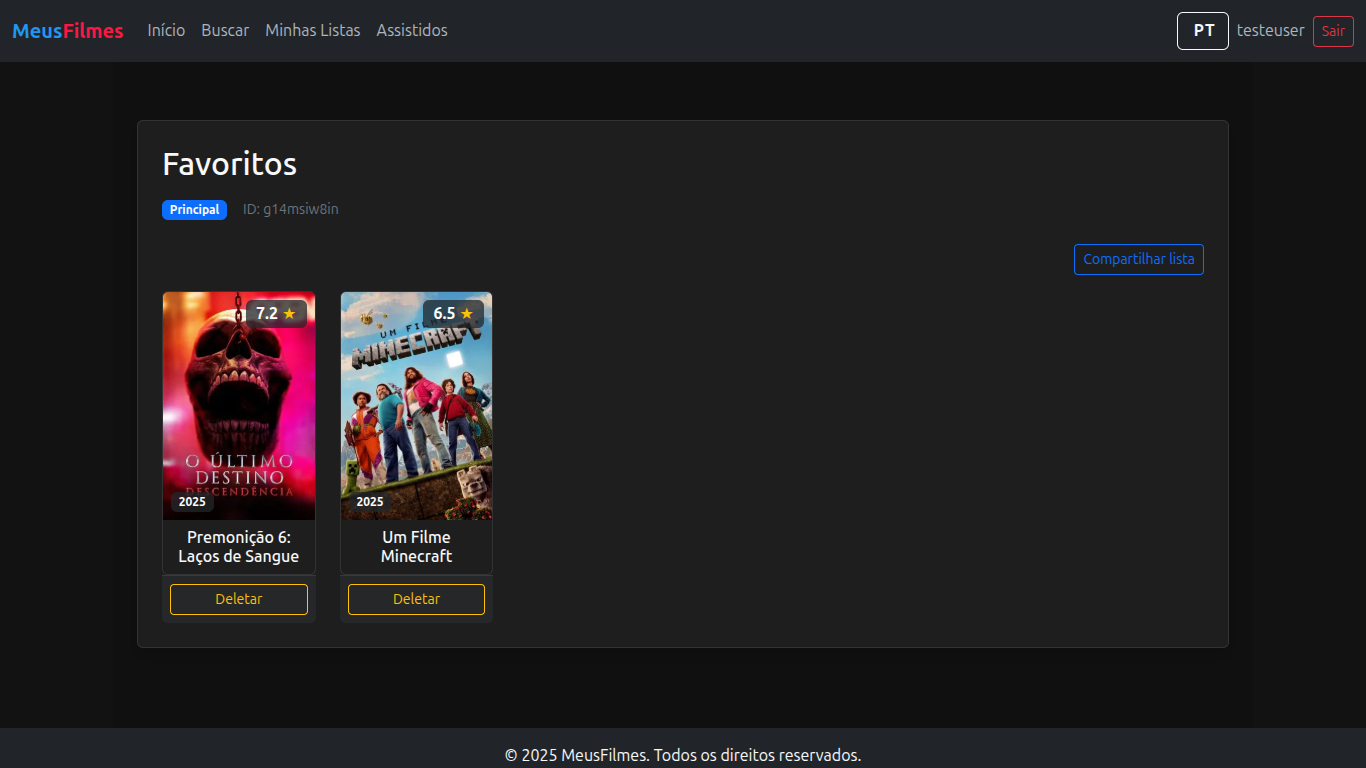 MeusFilmes Início Buscar Minhas Listas Assistidos PT testeuser Sair
Favoritos
Principal ID: g14msiw8in
Compartilhar lista
7.2 ★
O ÚLTIMO
DESTINO
DESCENDÊNCIA
2025
Premonição 6:
Laços de Sangue
Deletar
6.5 ★
UM FILME
MINECRAFT
2025
Um Filme
Minecraft
Deletar
© 2025 MeusFilmes. Todos os direitos reservados.